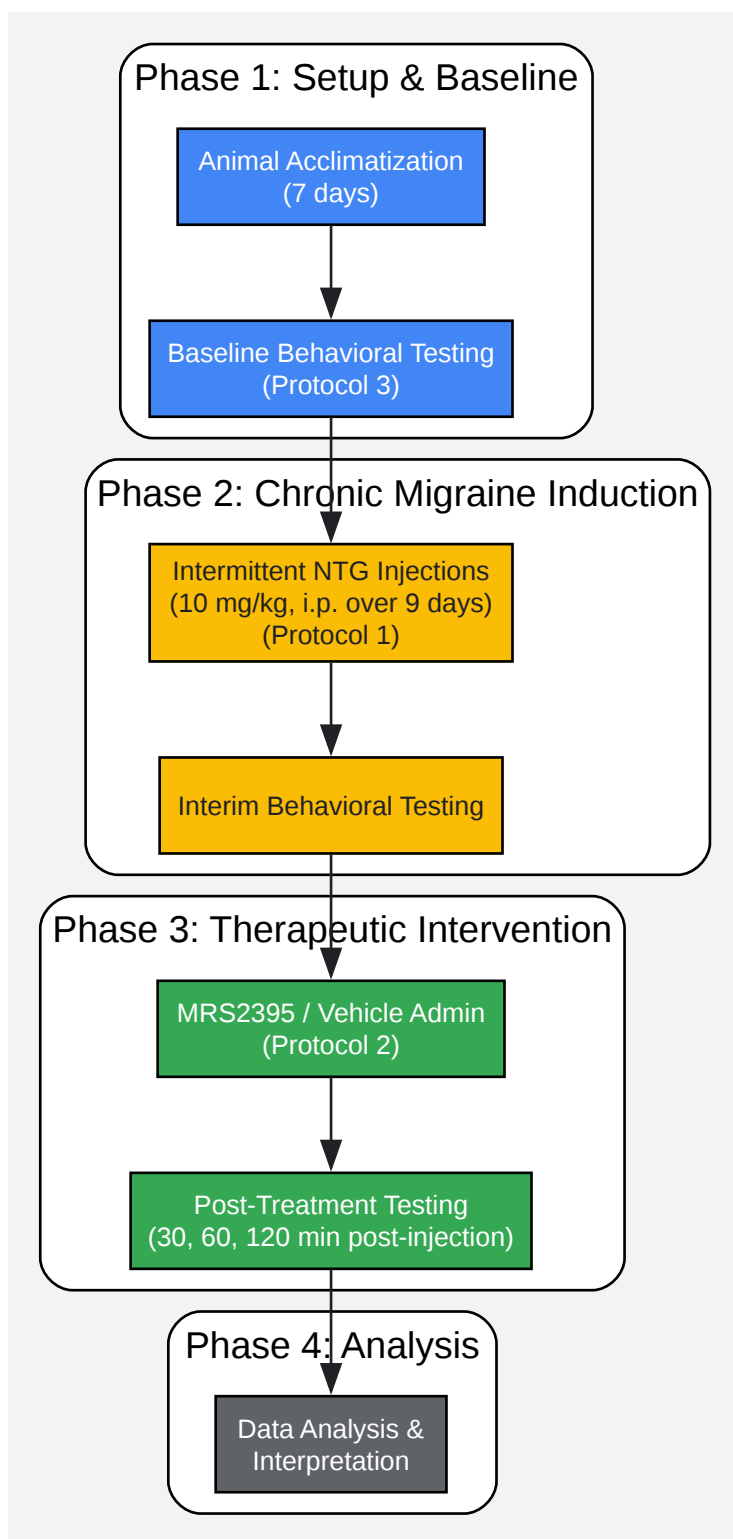 Phase 1: Setup & Baseline
Animal Acclimatization
(7 days)
Baseline Behavioral Testing
(Protocol 3)
Phase 2: Chronic Migraine Induction
Intermittent NTG Injections
(10 mg/kg, i.p. over 9 days)
(Protocol 1)
Interim Behavioral Testing
Phase 3: Therapeutic Intervention
MRS2395 / Vehicle Admin
(Protocol 2)
Post-Treatment Testing
(30, 60, 120 min post-injection)
Phase 4: Analysis
Data Analysis &
Interpretation